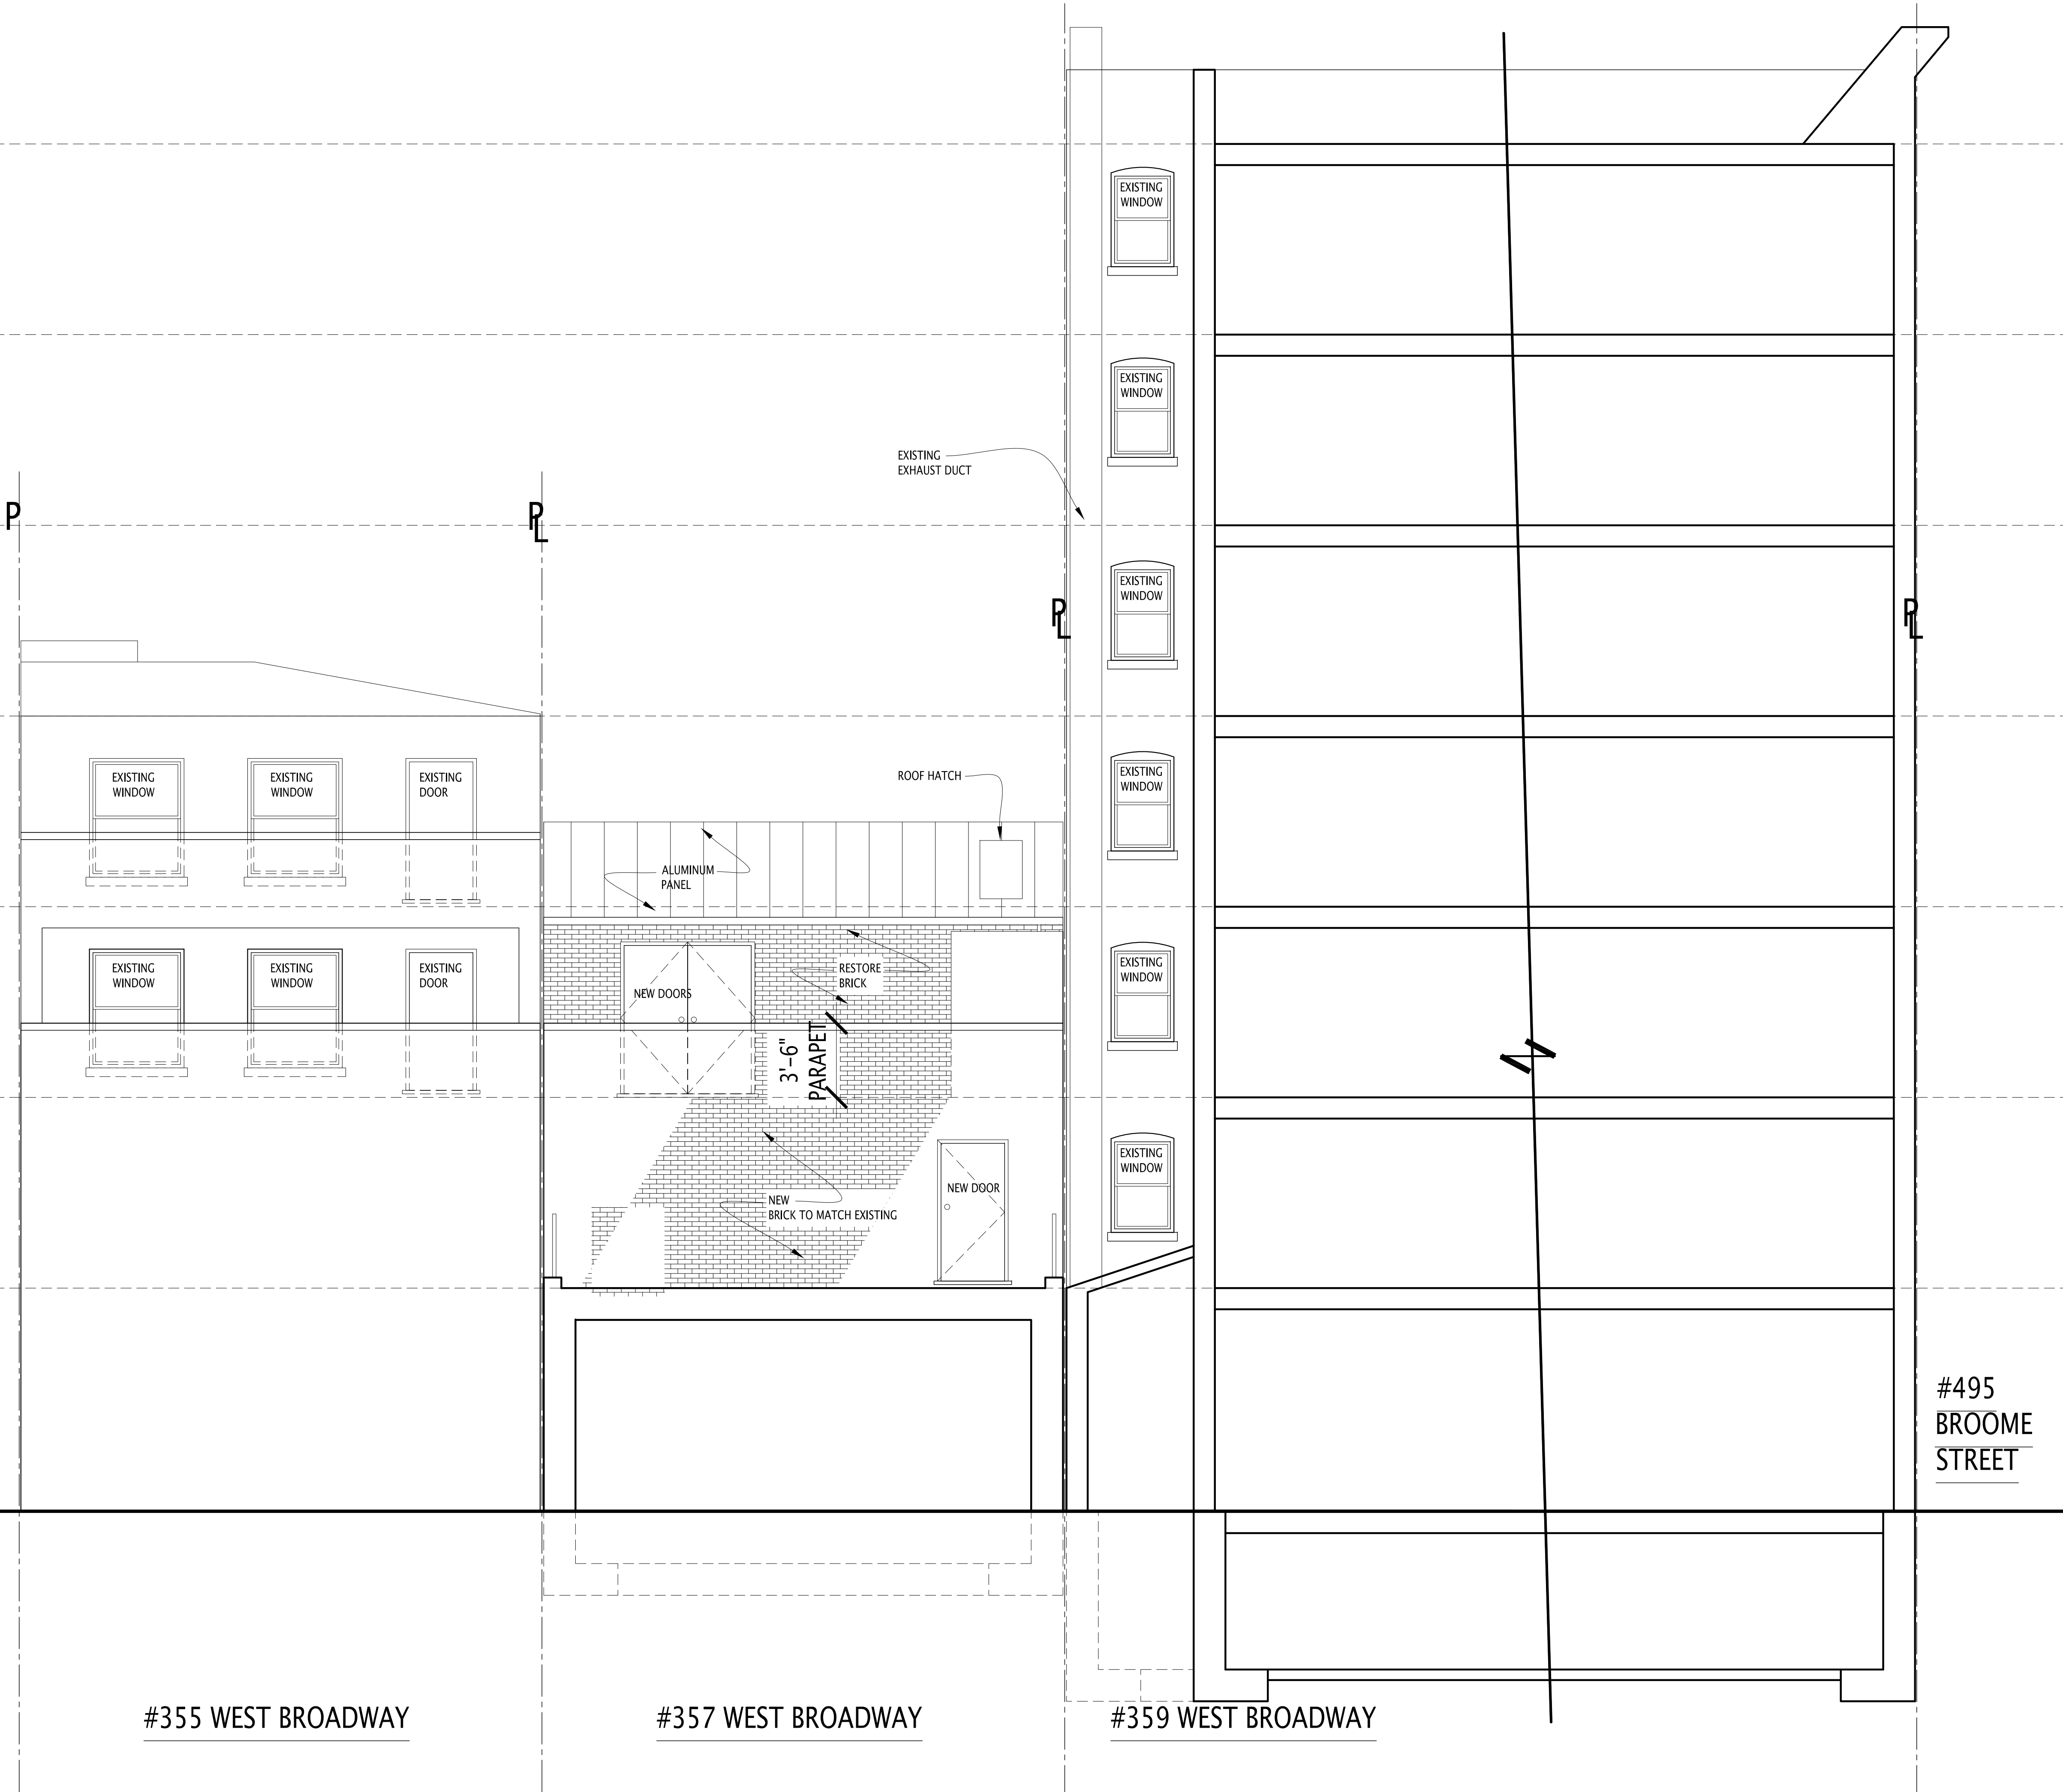 EXISTING
WINDOW
EXISTING
WINDOW
EXISTING
EXHAUST DUCT
P
PL
EXISTING
WINDOW
PL
PL
ROOF HATCH
EXISTING
WINDOW
EXISTING
WINDOW
EXISTING
WINDOW
EXISTING
DOOR
ALUMINUM
PANEL
EXISTING
WINDOW
EXISTING
WINDOW
EXISTING
DOOR
NEW DOORS
RESTORE
BRICK
EXISTING
WINDOW
3'-6"
PARAPET
EXISTING
WINDOW
NEW DOOR
NEW
BRICK TO MATCH EXISTING
#495
BROOME
STREET
#355 WEST BROADWAY
#357 WEST BROADWAY
#359 WEST BROADWAY